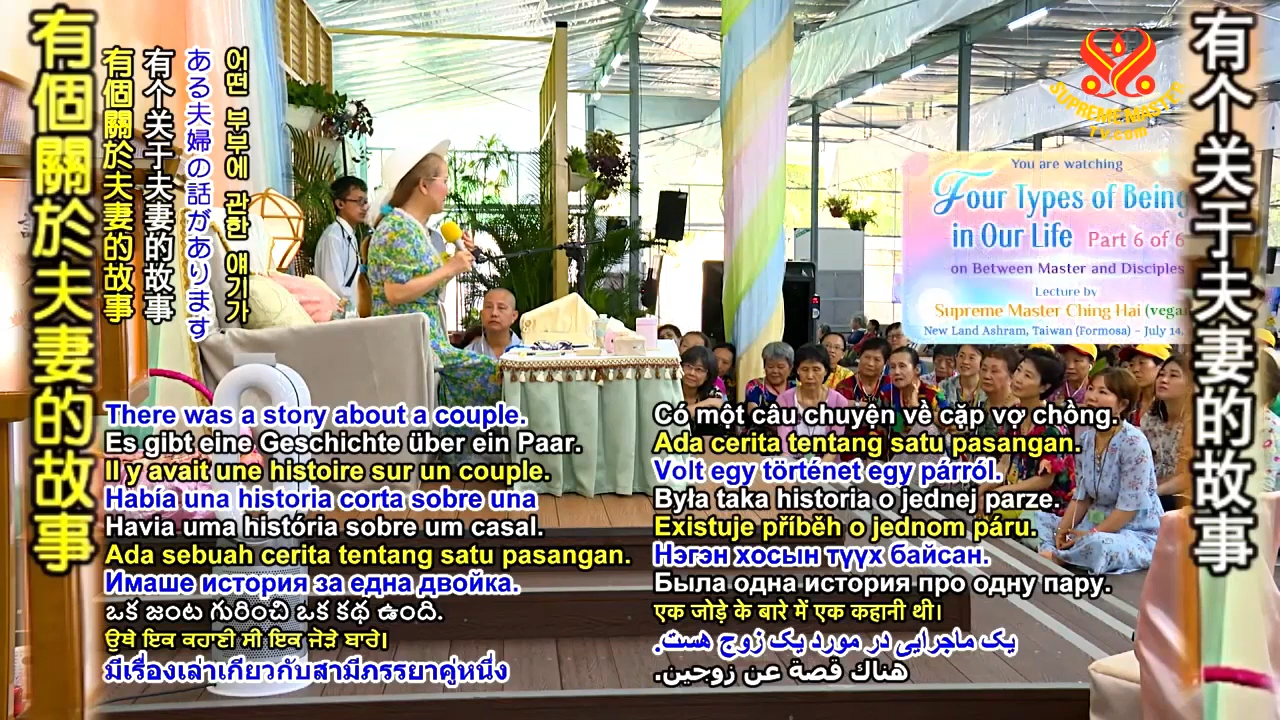 有個關於夫妻的故事
有個關於夫妻的故事
有个关于夫妻的故事
ある夫婦の話があります
어떤 부부에 관한 얘기가
SUPREMEMASTER
TV.com
You are watching
Four Types of Being
in Our Life Part 6 of 6
on Between Master and Disciples
Lecture by
Supreme Master Ching Hai (vegan
New Land Ashram, Taiwan (Formosa) – July 14,
有个关于夫妻的故事
There was a story about a couple.
Es gibt eine Geschichte über ein Paar.
Il y avait une histoire sur un couple.
Había una historia corta sobre una
Havia uma história sobre um casal.
Ada sebuah cerita tentang satu pasangan.
Имаше история за една двойка.
ఒక జంట గురించి ఒక కథ ఉంది.
ਉਥੇ ਇਕ ਕਹਾਣੀ ਸੀ ਇਕ ਜੋੜੇ ਬਾਰੇ।
มีเรื่องเล่าเกี่ยวกับสามีภรรยาคู่หนึ่ง
Có một câu chuyện về cặp vợ chồng.
Ada cerita tentang satu pasangan.
Volt egy történet egy párról.
Była taka historia o jednej parze.
Existuje příběh o jednom páru.
Нэгэн хосын түүх байсан.
Была одна история про одну пару.
एक जोड़े के बारे में एक कहानी थी।
یک ماجرایی در مورد یک زوج هست.
هناك قصة عن زوجين.